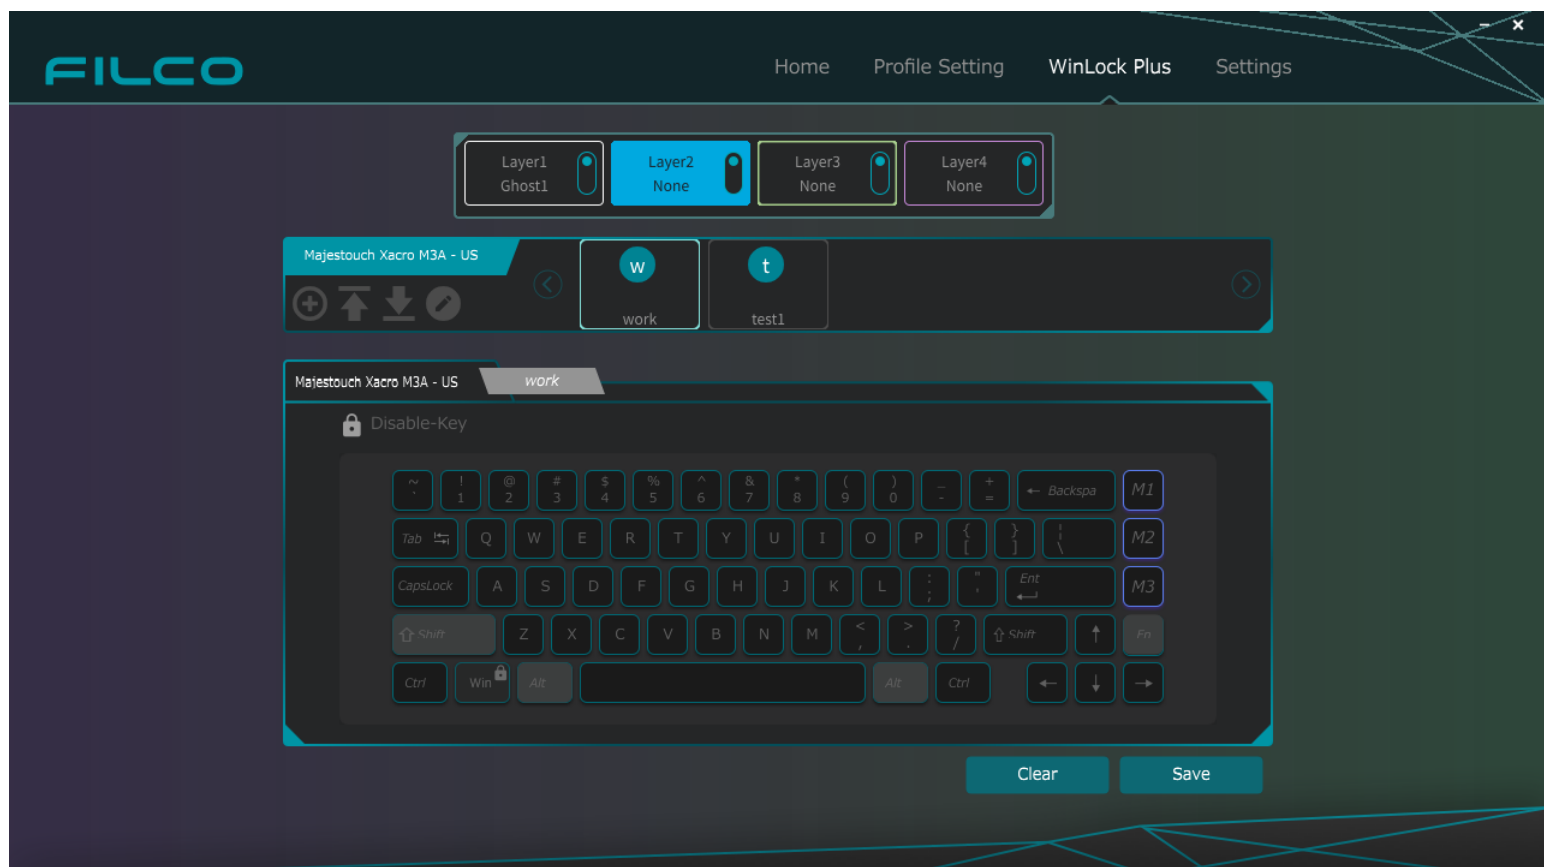 FILCO
Home Profile Setting WinLock Plus Settings
Layer1 Layer2 Layer3 Layer4
Ghost1 None None None
Majestouch Xacro M3A - US
w t
work test1
Majestouch Xacro M3A - US work
Disable-Key
~ ! @ # $ % ^ & * ( ) _ +
` 1 2 3 4 5 6 7 8 9 0 - = ← Backspa M1
Tab Q W E R T Y U I O P { [ } ] ¦ \ M2
CapsLock A S D F G H J K L : ; " ' Ent M3
Shift Z X C V B N M < , > . ? / Shift ↑ Fn
Ctrl Win Alt Alt Ctrl ← ↓ →
Clear Save